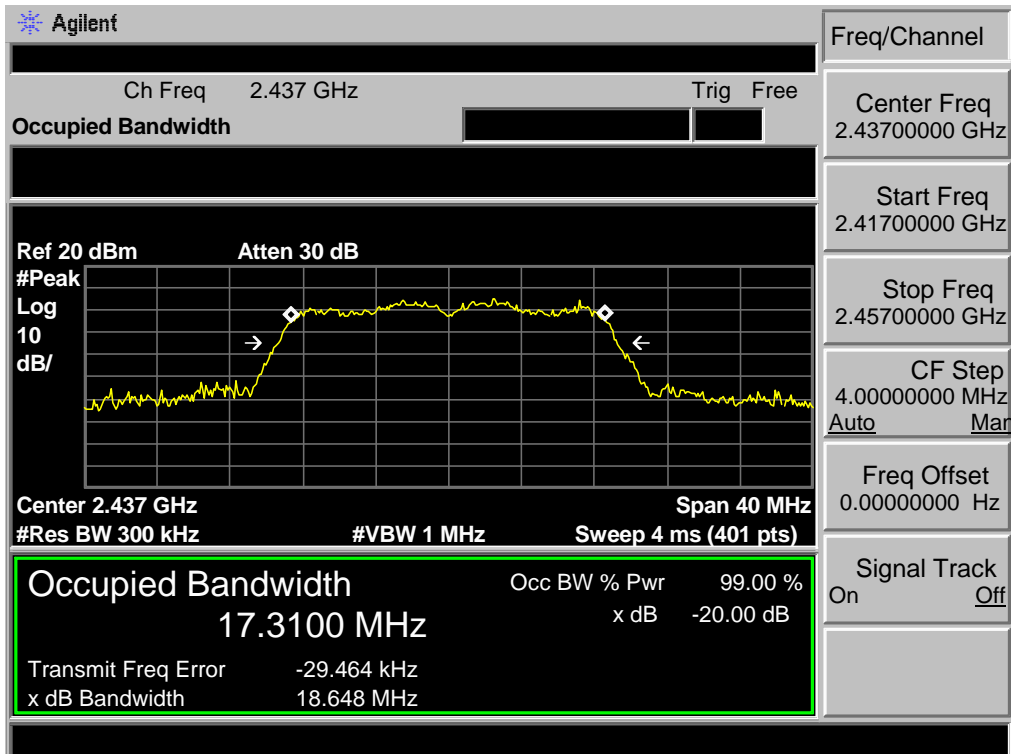 Agilent
Freq/Channel
Ch Freq 2.437 GHz Trig Free
Occupied Bandwidth
Center Freq
2.43700000 GHz
Start Freq
2.41700000 GHz
Ref 20 dBm Atten 30 dB
#Peak
Log
10
dB/
Stop Freq
2.45700000 GHz
CF Step
4.00000000 MHz
Auto Man
Center 2.437 GHz Span 40 MHz
#Res BW 300 kHz #VBW 1 MHz Sweep 4 ms (401 pts)
Freq Offset
0.00000000 Hz
Occupied Bandwidth Occ BW % Pwr 99.00 %
17.3100 MHz x dB -20.00 dB
Transmit Freq Error -29.464 kHz
x dB Bandwidth 18.648 MHz
Signal Track
On Off